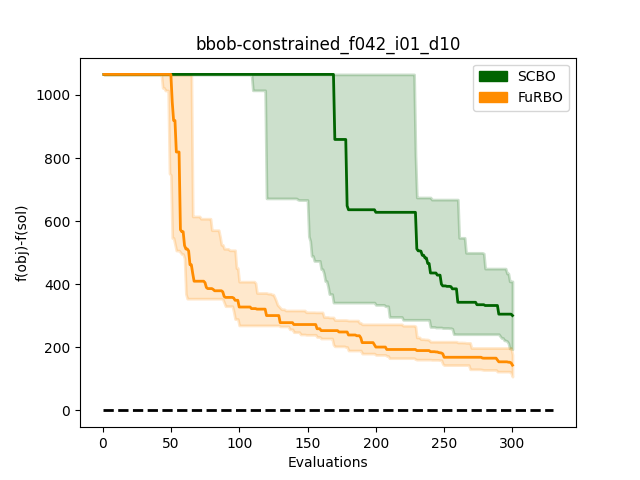 bbob-constrained_f042_i01_d10
SCBO
FuRBO
1000
800
600
400
200
0
f(obj)-f(sol)
0 50 100 150 200 250 300
Evaluations